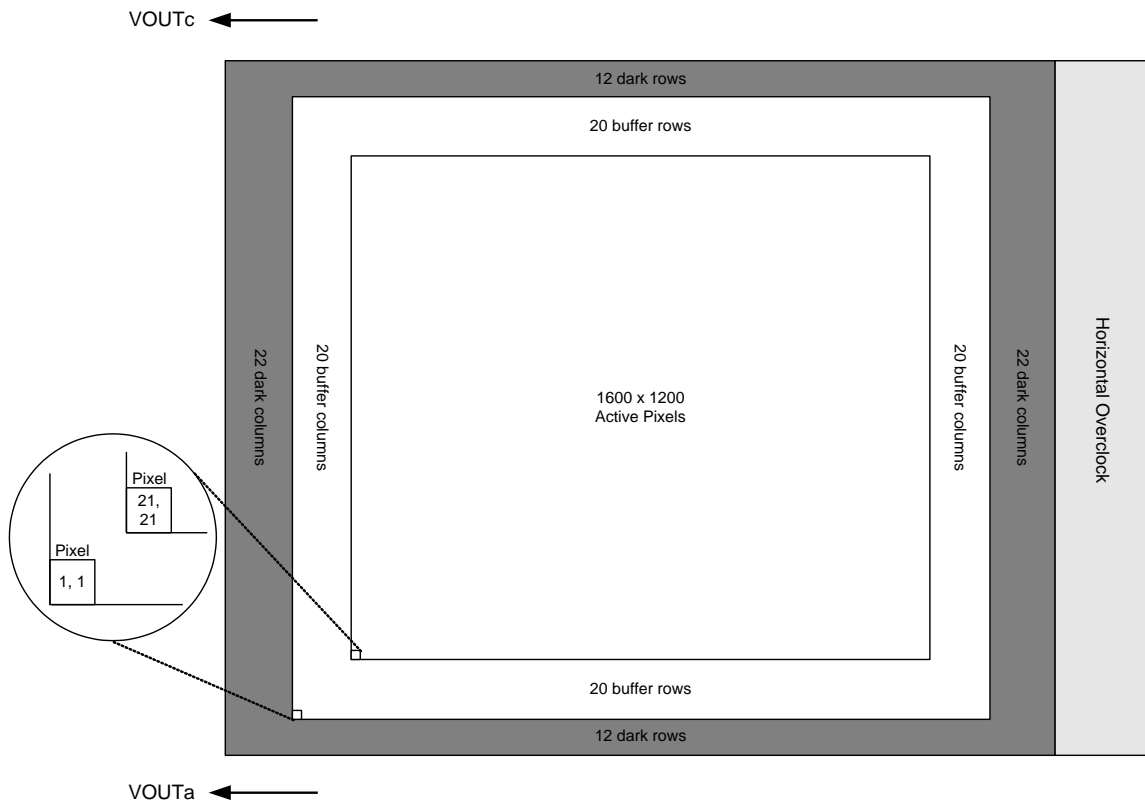 VOUTc
12 dark rows
20 buffer rows
22 dark columns
20 buffer columns
1600 x 1200
Active Pixels
20 buffer columns
22 dark columns
Horizontal Overclock
Pixel
21,
21
Pixel
1, 1
20 buffer rows
12 dark rows
VOUTa